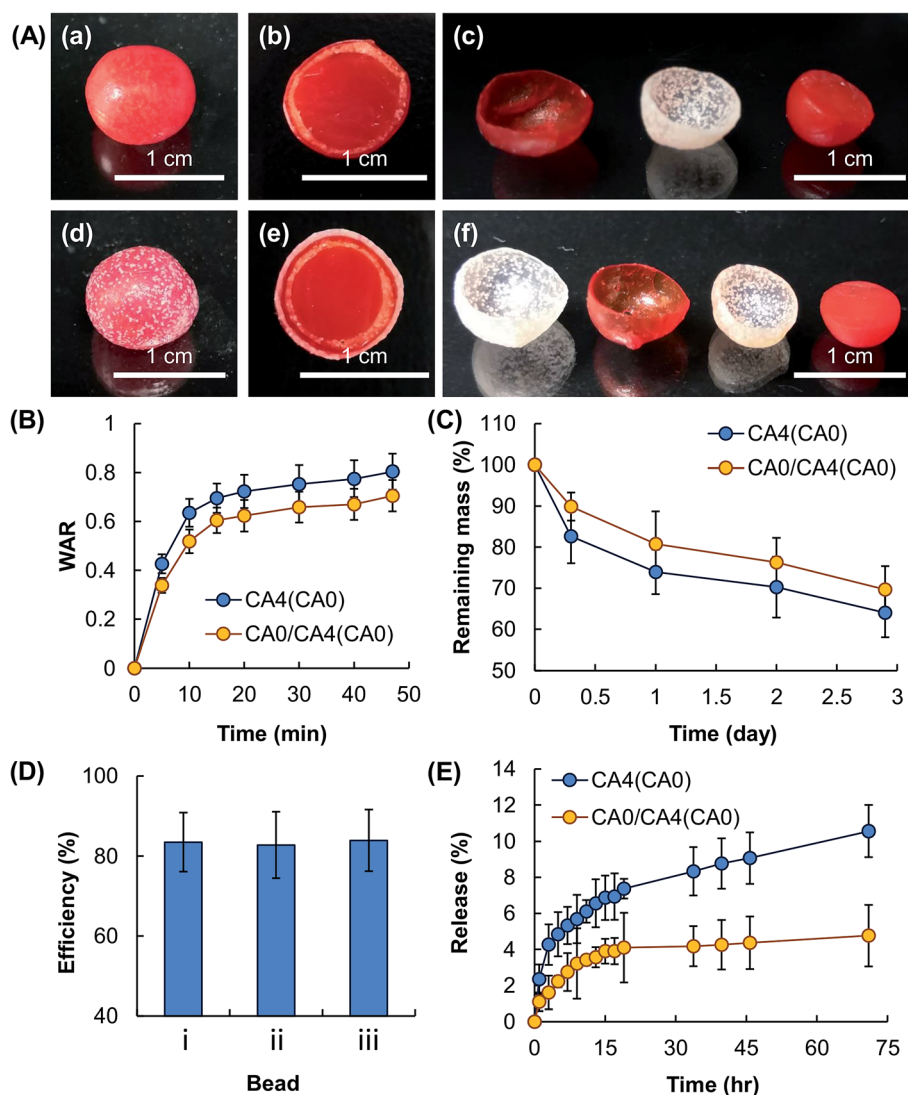 (A)
(a)
1 cm
(b)
1 cm
(c)
1 cm
(d)
1 cm
(e)
1 cm
(f)
1 cm
(B)
1
0.8
0.6
0.4
0.2
0
WAR
CA4(CA0)
CA0/CA4(CA0)
0 10 20 30 40 50
Time (min)
(C)
110
100
90
80
70
60
50
Remaining mass (%)
CA4(CA0)
CA0/CA4(CA0)
0 0.5 1 1.5 2 2.5 3
Time (day)
(D)
100
80
60
40
Efficiency (%)
i ii iii
Bead
(E)
14
12
10
8
6
4
2
0
Release (%)
CA4(CA0)
CA0/CA4(CA0)
0 15 30 45 60 75
Time (hr)